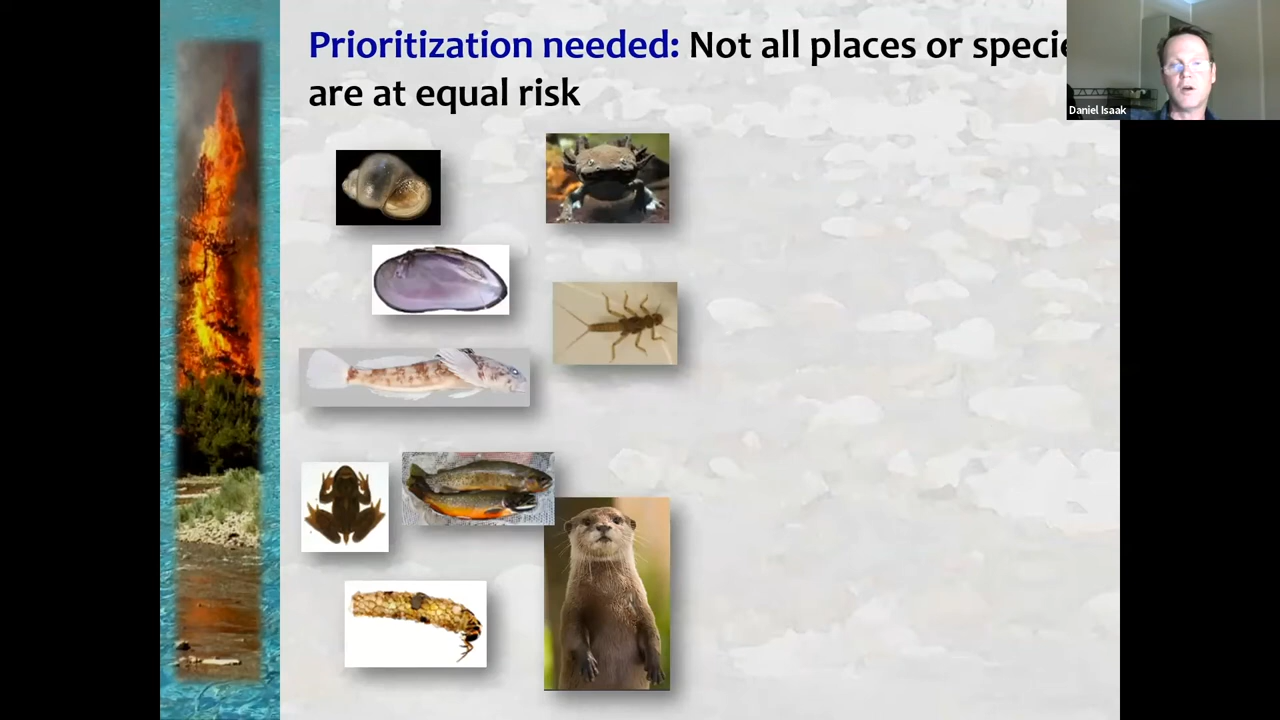 Prioritization needed: Not all places or specie
are at equal risk
Daniel Isaak